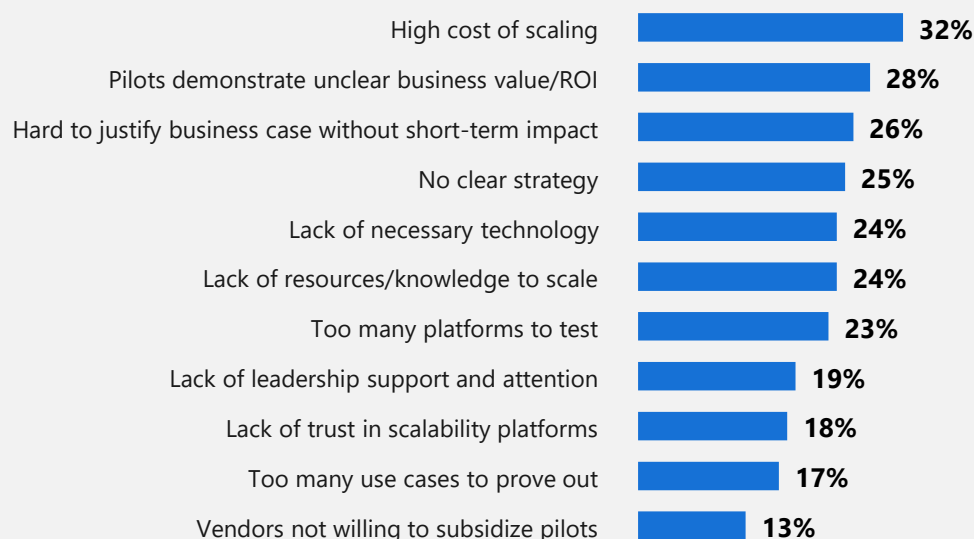 High cost of scaling 32%
Pilots demonstrate unclear business value/ROI 28%
Hard to justify business case without short-term impact 26%
No clear strategy 25%
Lack of necessary technology 24%
Lack of resources/knowledge to scale 24%
Too many platforms to test 23%
Lack of leadership support and attention 19%
Lack of trust in scalability platforms 18%
Too many use cases to prove out 17%
Vendors not willing to subsidize pilots 13%